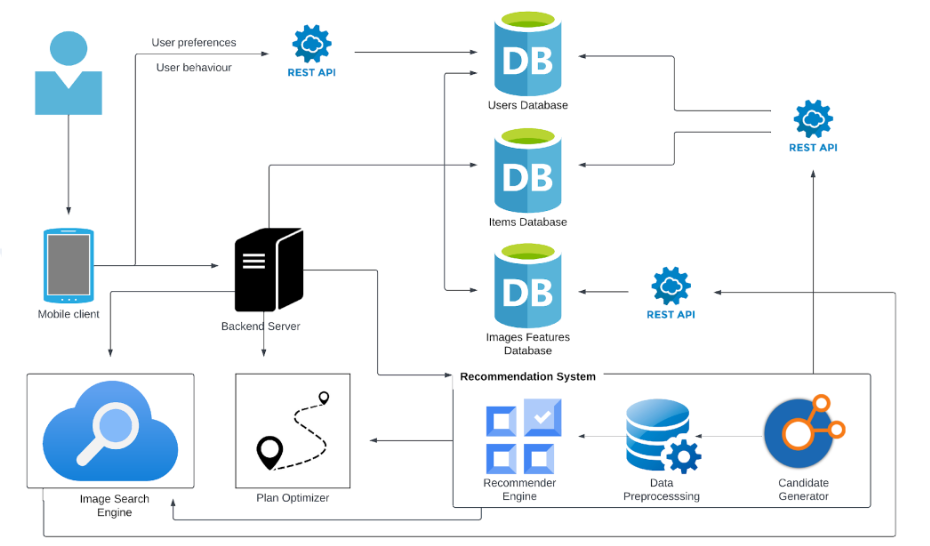 User preferences
User behaviour
REST API
DB
Users Database
REST API
DB
Items Database
Mobile client
Backend Server
DB
Images Features
Database
REST API
Recommendation System
Image Search
Engine
Plan Optimizer
Recommender
Engine
Data
Preprocesssing
Candidate
Generator